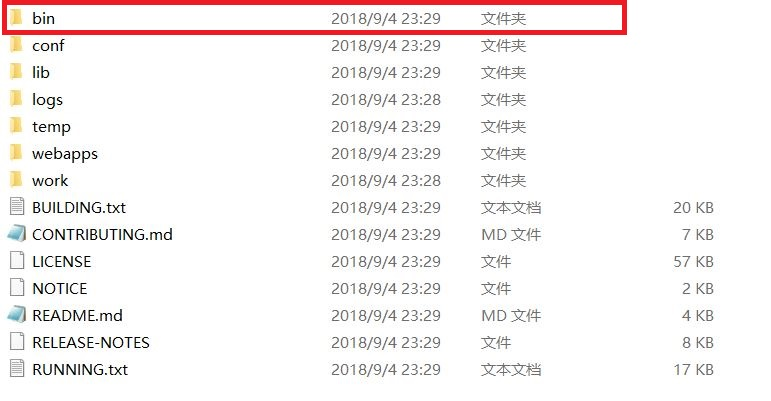 bin 2018/9/4 23:29 文件夹
conf 2018/9/4 23:29 文件夹
lib 2018/9/4 23:29 文件夹
logs 2018/9/4 23:28 文件夹
temp 2018/9/4 23:29 文件夹
webapps 2018/9/4 23:29 文件夹
work 2018/9/4 23:28 文件夹
BUILDING.txt 2018/9/4 23:29 文本文档 20 KB
CONTRIBUTING.md 2018/9/4 23:29 MD 文件 7 KB
LICENSE 2018/9/4 23:29 文件 57 KB
NOTICE 2018/9/4 23:29 文件 2 KB
README.md 2018/9/4 23:29 MD 文件 4 KB
RELEASE-NOTES 2018/9/4 23:29 文件 8 KB
RUNNING.txt 2018/9/4 23:29 文本文档 17 KB